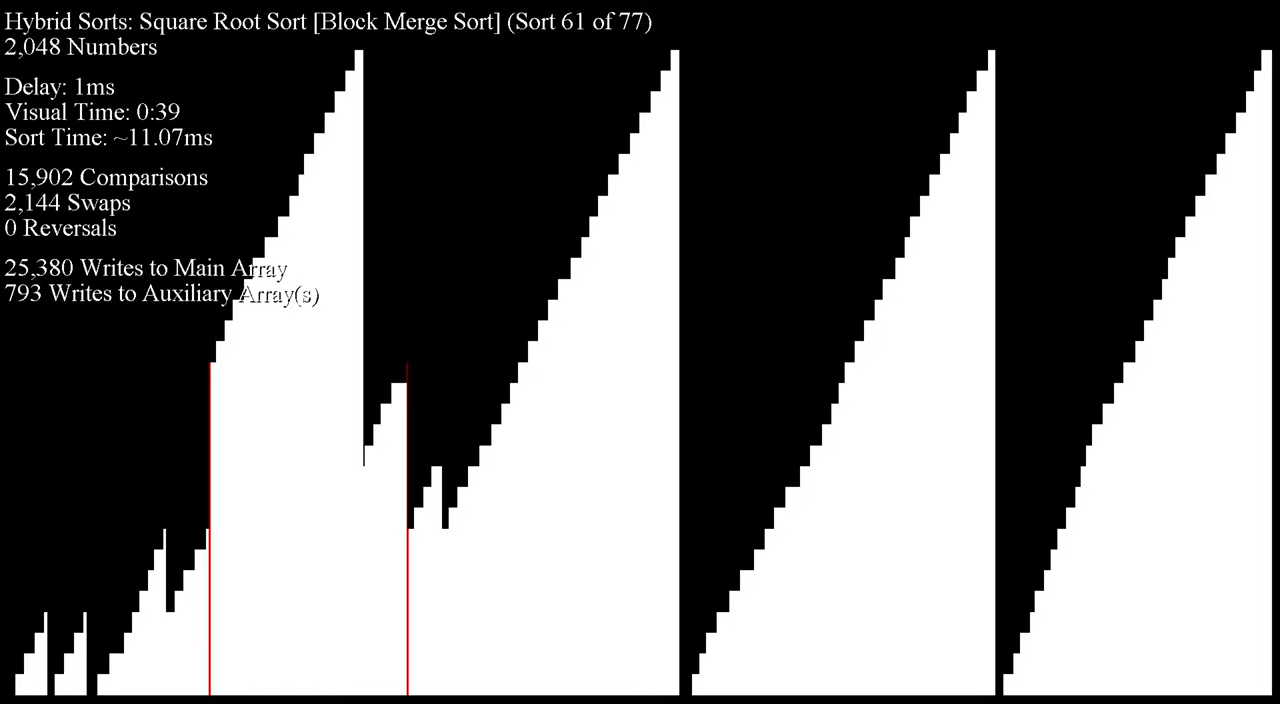 Hybrid Sorts: Square Root Sort [Block Merge Sort] (Sort 61 of 77)
2,048 Numbers
Delay: 1ms
Visual Time: 0:39
Sort Time: ~11.07ms
15,902 Comparisons
2,144 Swaps
0 Reversals
25,380 Writes to Main Array
793 Writes to Auxiliary Array(s)